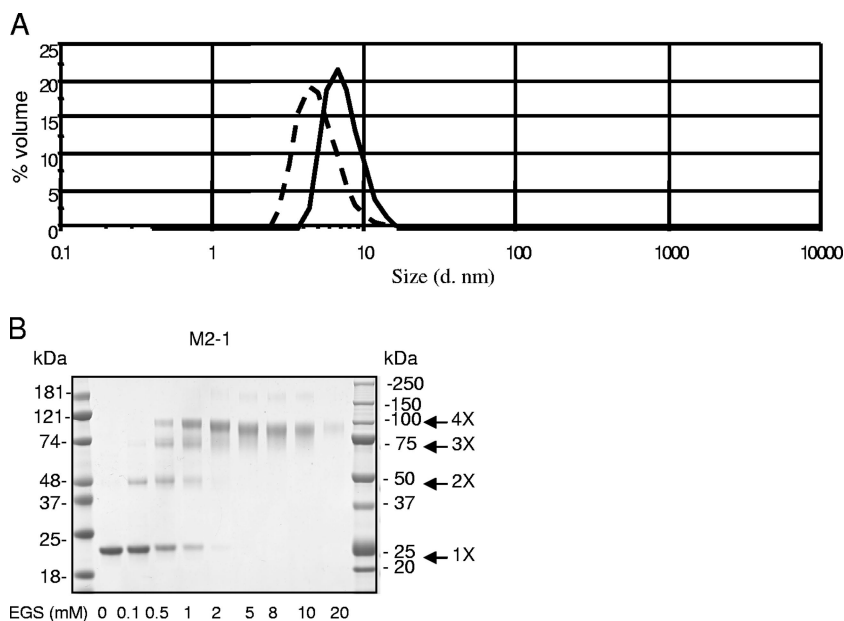 A
25
20
15
10
5
0
% volume
0.1 1 10 100 1000 10000
Size (d. nm)
B
M2-1
kDa kDa
181-
121-
74-
48-
37-
25-
18-
-250
-150
-100 4X
- 75 3X
- 50 2X
- 37
- 25 1X
- 20
EGS (mM) 0 0.1 0.5 1 2 5 8 10 20